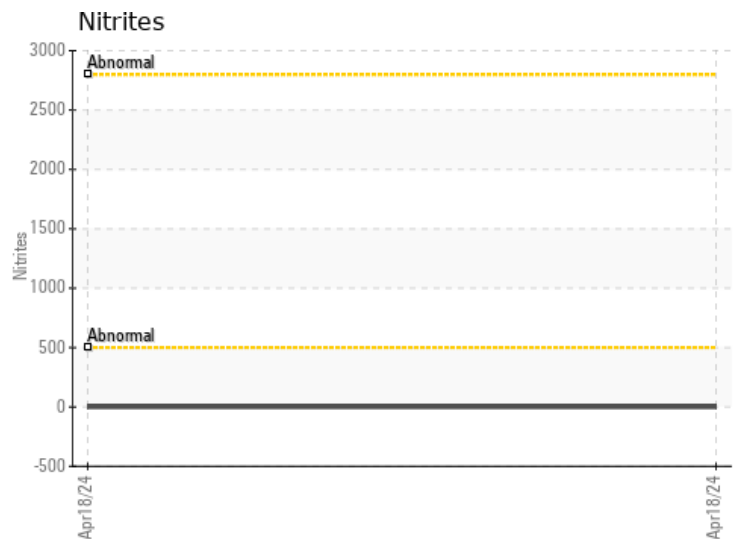 Nitrites
3000
Abnormal
2500
2000
1500
Nitrites
1000
Abnormal
500
0
-500
Apr18/24
Apr18/24